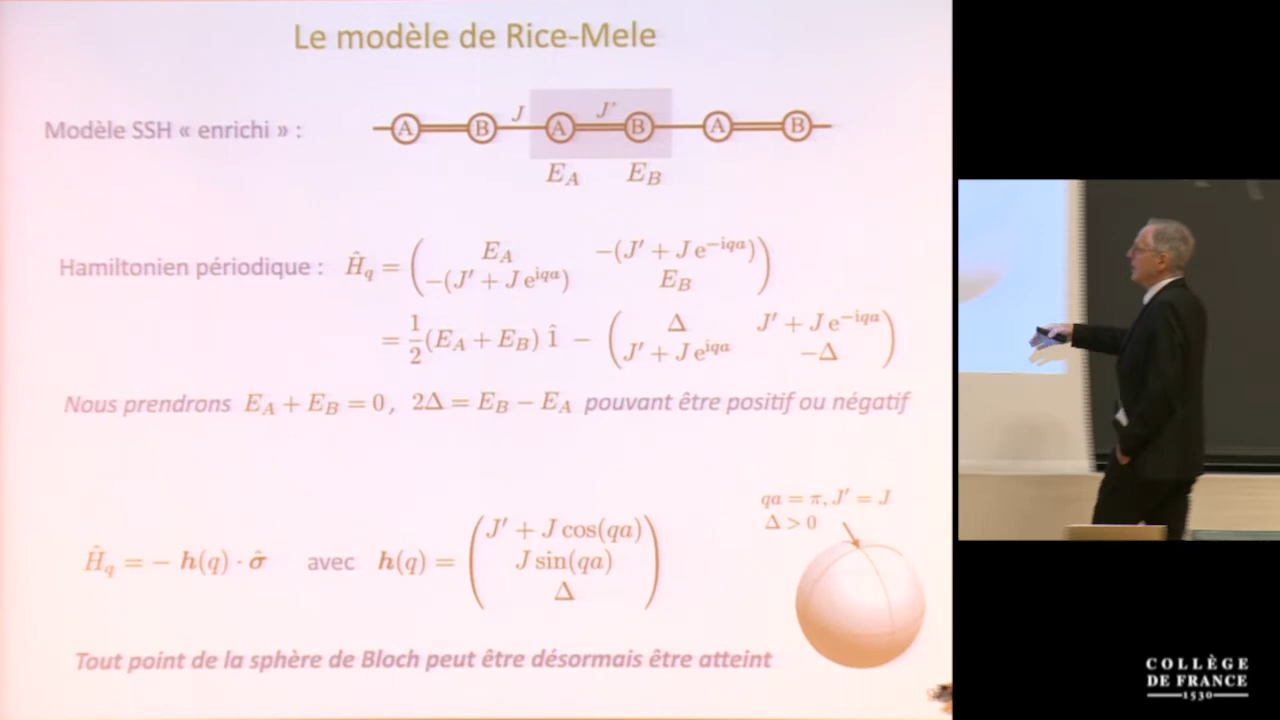 Le modèle de Rice-Mele
Modèle SSH « enrichi » :
A B J A J' B A B
E_A E_B
Hamiltonien périodique : Ĥ_q = ( E_A −(J′ + J e^{−iqa})
−(J′ + J e^{iqa}) E_B )
= 1/2 (E_A + E_B) 1̂ − ( Δ J′ + J e^{−iqa}
J′ + J e^{iqa} −Δ )
Nous prendrons E_A + E_B = 0, 2Δ = E_B − E_A pouvant être positif ou négatif
qa = π, J′ = J
Δ > 0
Ĥ_q = − h(q) · σ̂ avec h(q) = ( J′ + J cos(qa)
J sin(qa)
Δ )
Tout point de la sphère de Bloch peut être désormais être atteint
COLLÈGE
DE FRANCE
1530